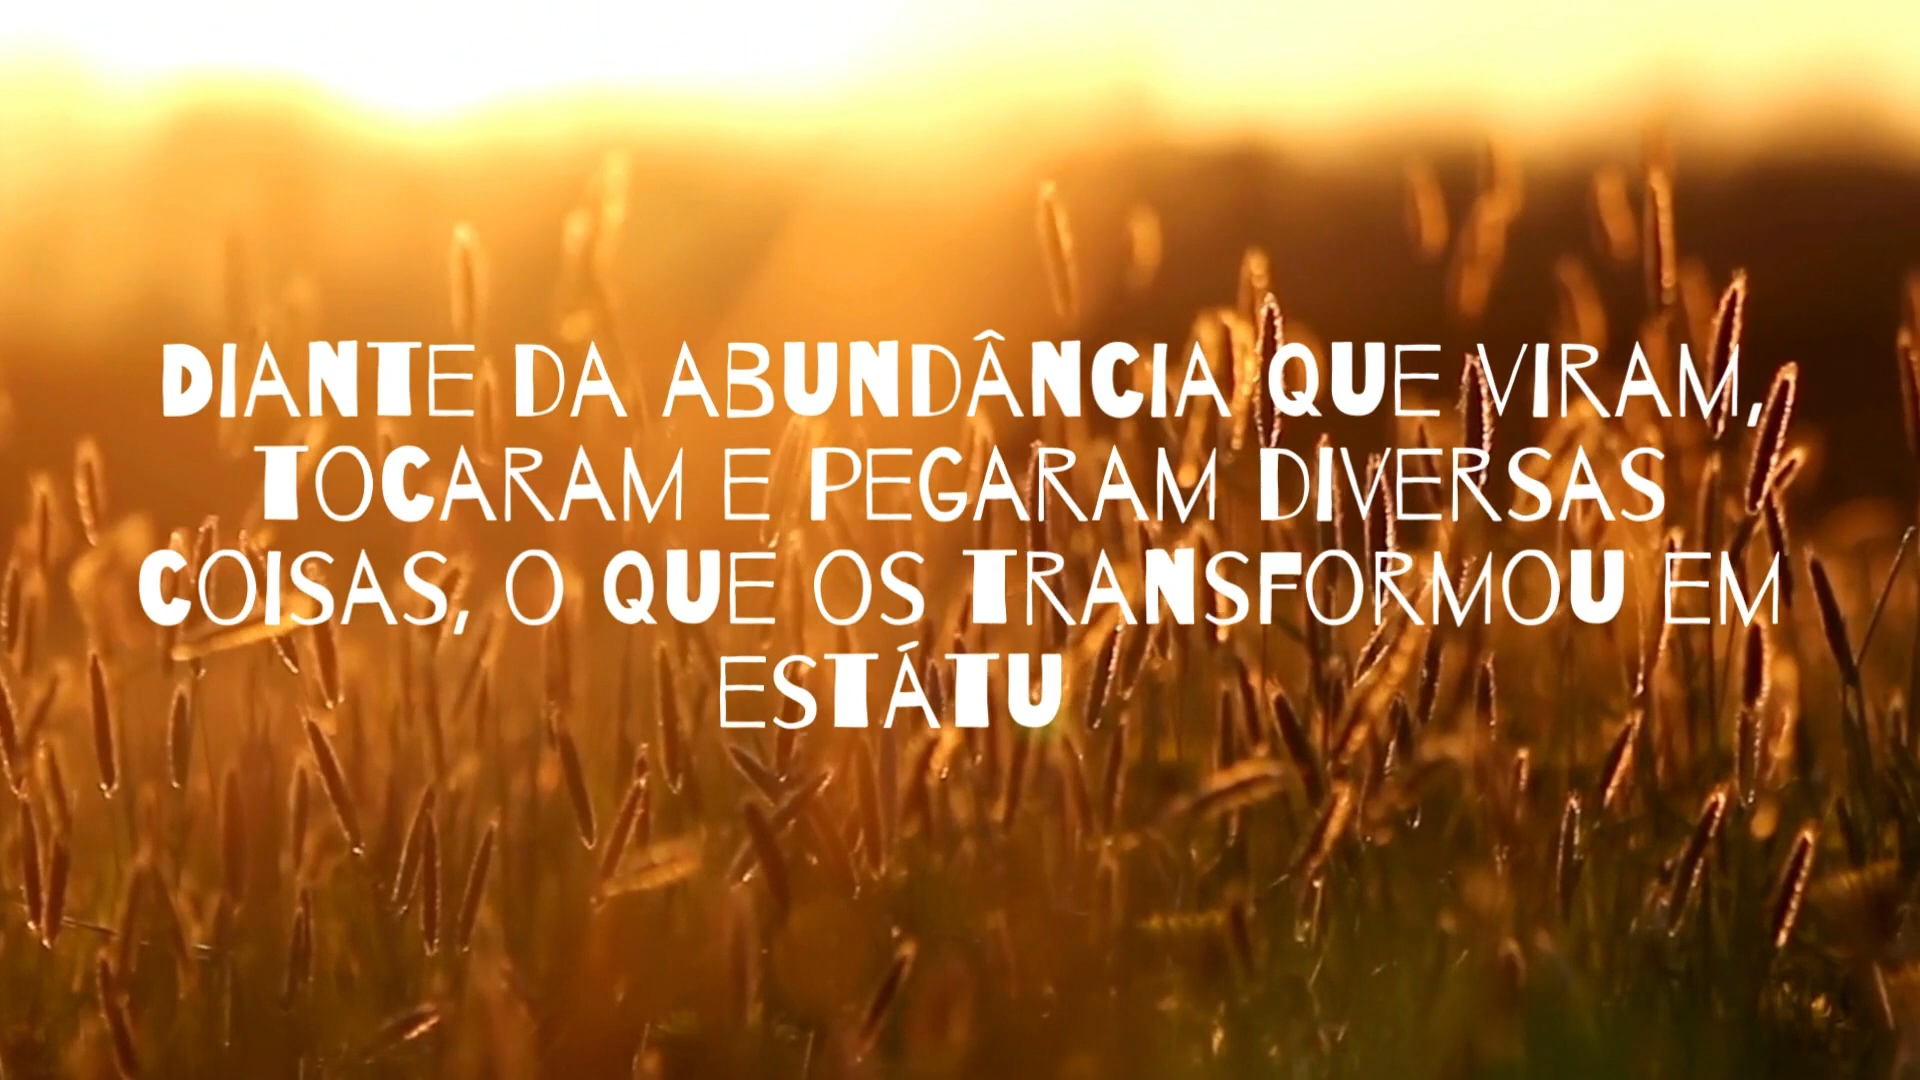 DIANTE DA ABUNDÂNCIA QUE VIRAM,
TOCARAM E PEGARAM DIVERSAS
COISAS, O QUE OS TRANSFORMOU EM
ESTÁTU